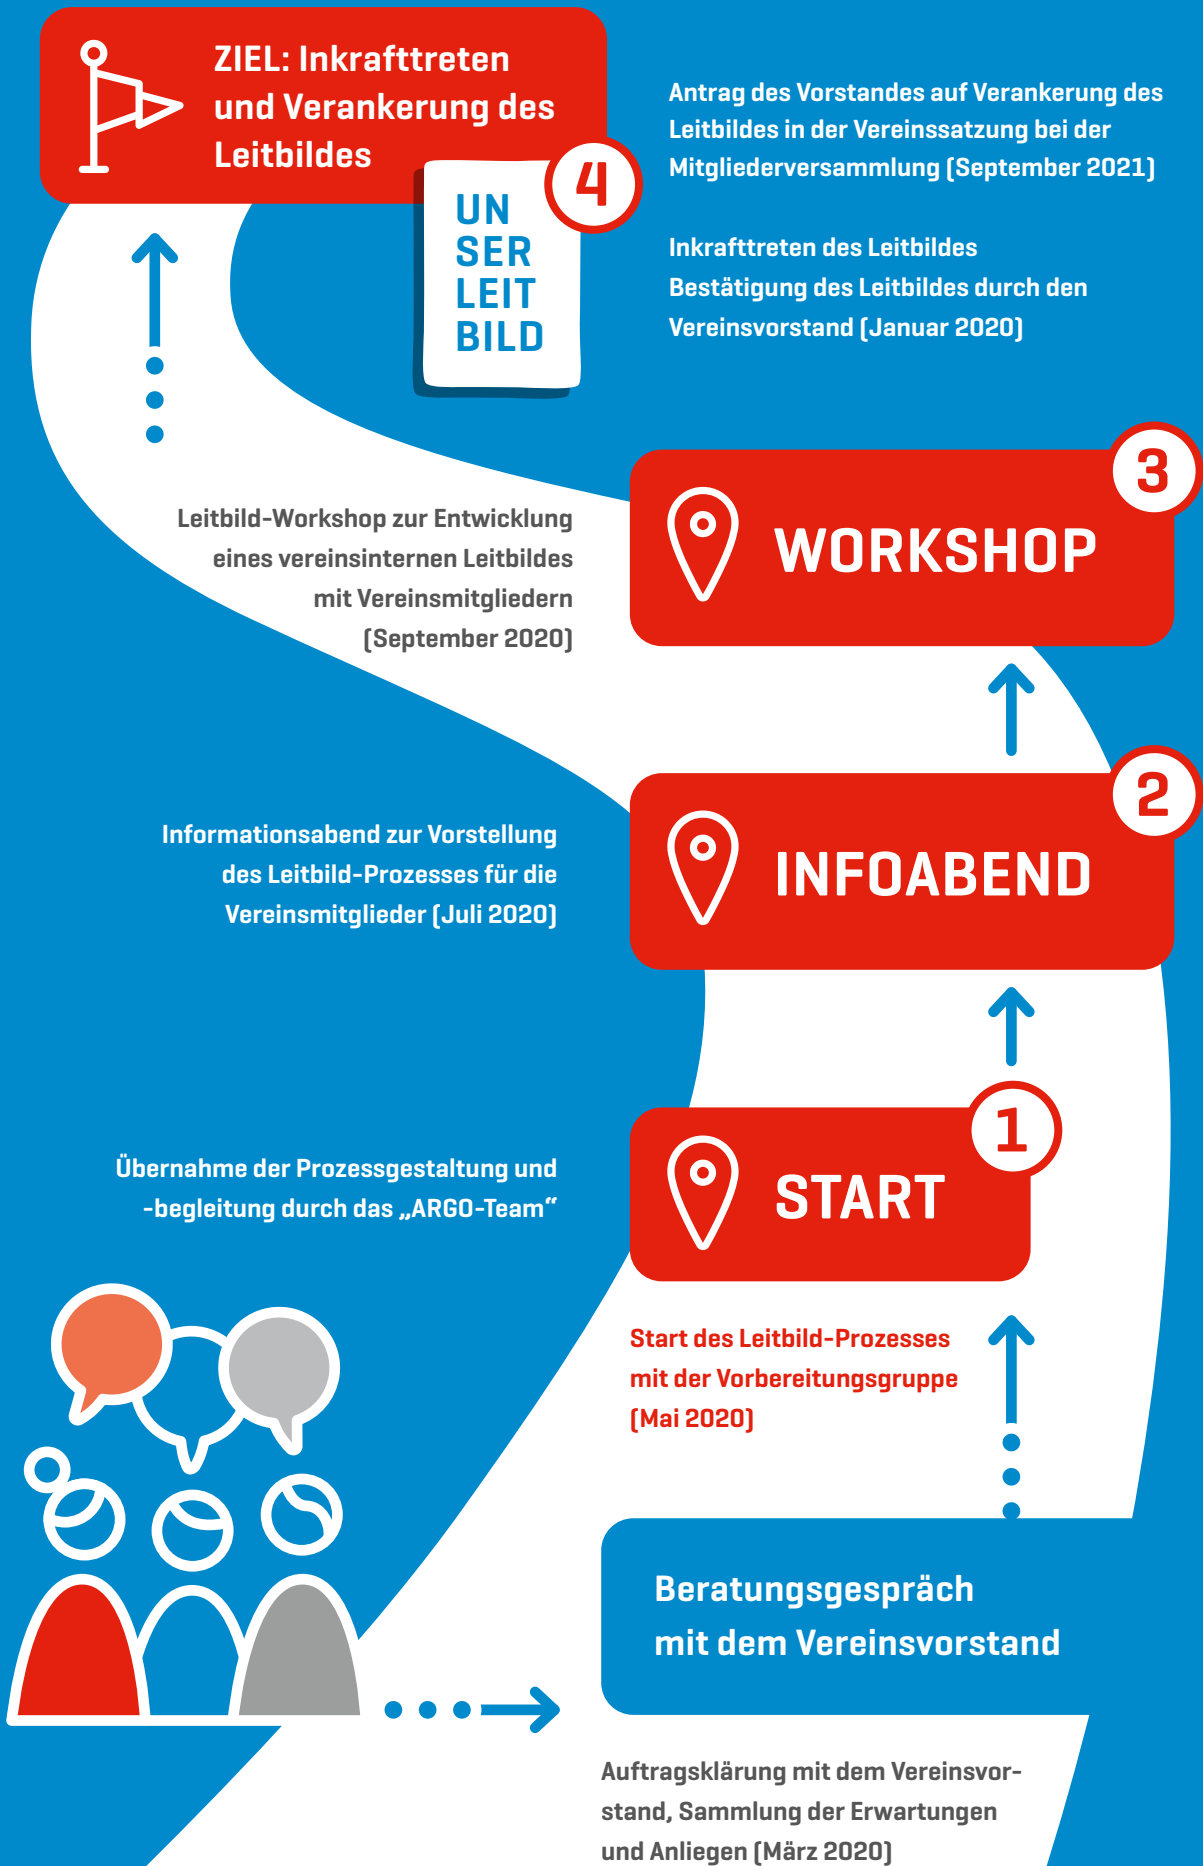 ZIEL: Inkrafttreten
und Verankerung des
Leitbildes
4
UN
SER
LEIT
BILD
Antrag des Vorstandes auf Verankerung des
Leitbildes in der Vereinssatzung bei der
Mitgliederversammlung (September 2021)
Inkrafttreten des Leitbildes
Bestätigung des Leitbildes durch den
Vereinsvorstand (Januar 2020)
3
WORKSHOP
Leitbild-Workshop zur Entwicklung
eines vereinsinternen Leitbildes
mit Vereinsmitgliedern
(September 2020)
2
INFOABEND
Informationsabend zur Vorstellung
des Leitbild-Prozesses für die
Vereinsmitglieder (Juli 2020)
1
START
Übernahme der Prozessgestaltung und
-begleitung durch das „ARGO-Team“
Start des Leitbild-Prozesses
mit der Vorbereitungsgruppe
(Mai 2020)
Beratungsgespräch
mit dem Vereinsvorstand
Auftragsklärung mit dem Vereinsvor-
stand, Sammlung der Erwartungen
und Anliegen (März 2020)